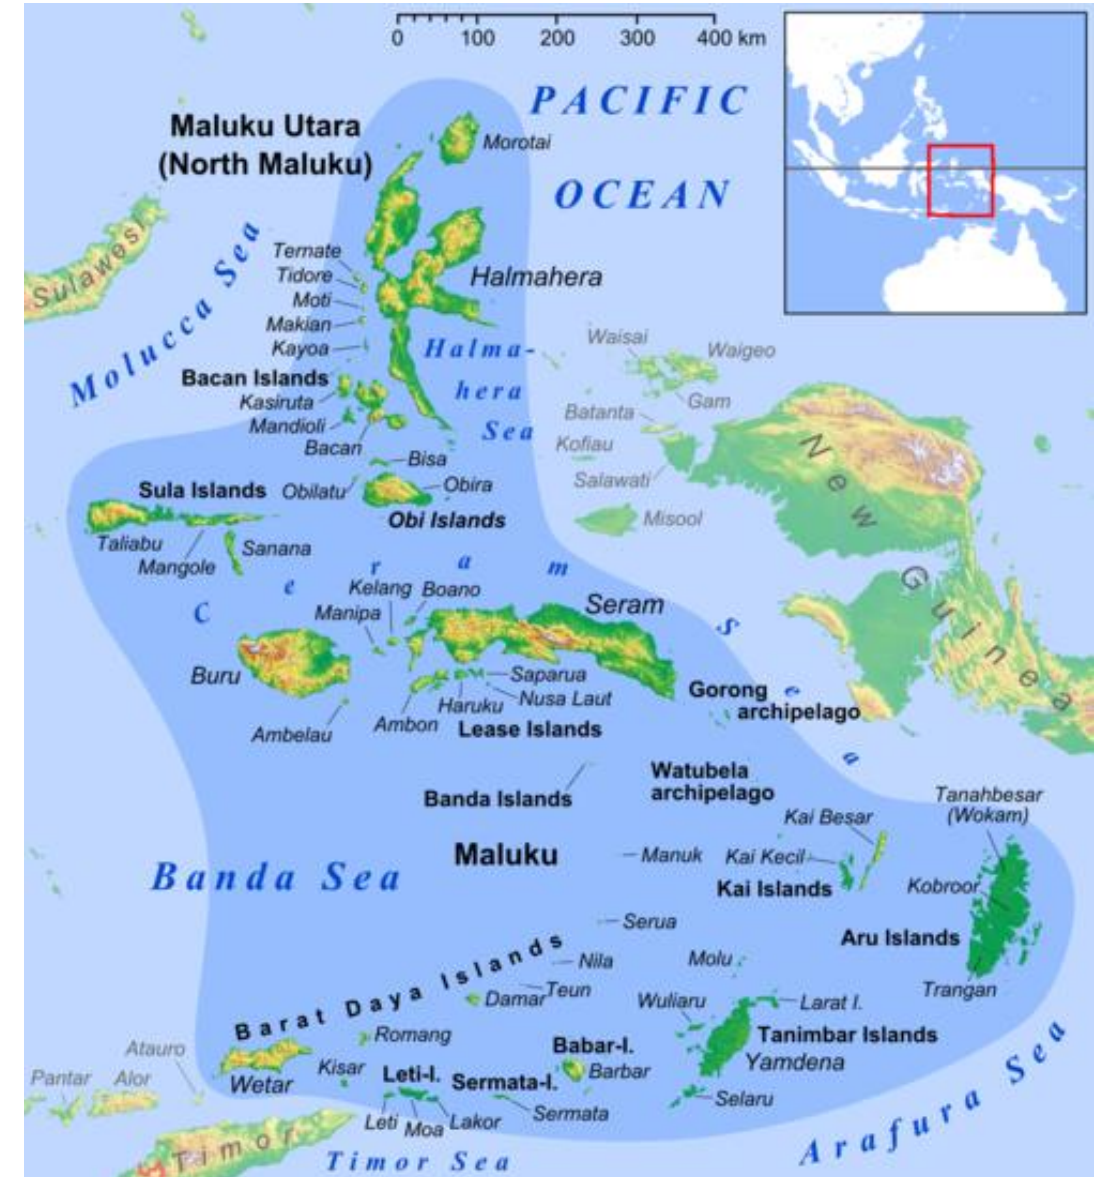 0 100 200 300 400 km
PACIFIC
OCEAN
Maluku Utara
(North Maluku)
Morotai
Sulawesi
Molucca Sea
Ternate
Tidore
Moti
Makian
Kayoa
Halmahera
Halma-
hera
Sea
Bacan Islands
Kasiruta
Mandioli
Bacan
Waisai
Waigeo
Gam
Batanta
Kofiau
Salawati
Misool
New Guinea
Bisa
Obilatu
Obira
Obi Islands
Sula Islands
Taliabu
Mangole
Sanana
Ceram Sea
Kelang
Boano
Manipa
Seram
Buru
Ambelau
Ambon
Haruku
Saparua
Nusa Laut
Lease Islands
Gorong
archipelago
Watubela
archipelago
Banda Islands
Maluku
Manuk
Banda Sea
Kai Besar
Kai Kecil
Kai Islands
Tanahbesar
(Wokam)
Kobroor
Aru Islands
Trangan
Serua
Nila
Teun
Damar
Barat Daya Islands
Romang
Wetar
Kisar
Atauro
Pantar
Alor
Timor
Leti-I.
Leti
Moa
Lakor
Sermata-I.
Sermata
Babar-I.
Barbar
Molu
Wuliaru
Larat I.
Tanimbar Islands
Yamdena
Selaru
Timor Sea
Arafura Sea